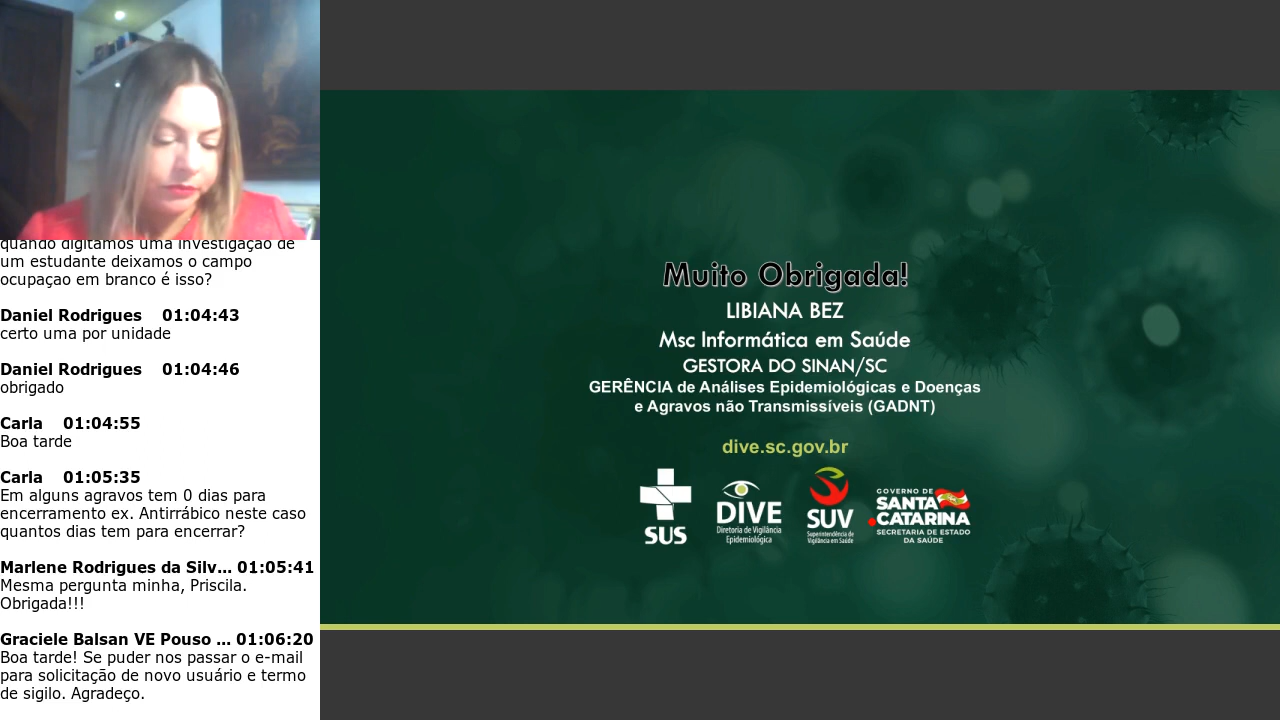 quando digitamos uma investigação de
um estudante deixamos o campo
ocupaçao em branco é isso?
Daniel Rodrigues 01:04:43
certo uma por unidade
Daniel Rodrigues 01:04:46
obrigado
Carla 01:04:55
Boa tarde
Carla 01:05:35
Em alguns agravos tem 0 dias para
encerramento ex. Antirrábico neste caso
quantos dias tem para encerrar?
Marlene Rodrigues da Silv... 01:05:41
Mesma pergunta minha, Priscila.
Obrigada!!!
Graciele Balsan VE Pouso ... 01:06:20
Boa tarde! Se puder nos passar o e-mail
para solicitação de novo usuário e termo
de sigilo. Agradeço.
Muito Obrigada!
LIBIANA BEZ
Msc Informática em Saúde
GESTORA DO SINAN/SC
GERÊNCIA de Análises Epidemiológicas e Doenças
e Agravos não Transmissíveis (GADNT)
dive.sc.gov.br
SUS
DIVE
Diretoria de Vigilância
Epidemiológica
SUV
Superintendência de
Vigilância em Saúde
GOVERNO DE
SANTA
CATARINA
SECRETARIA DE ESTADO
DA SAÚDE